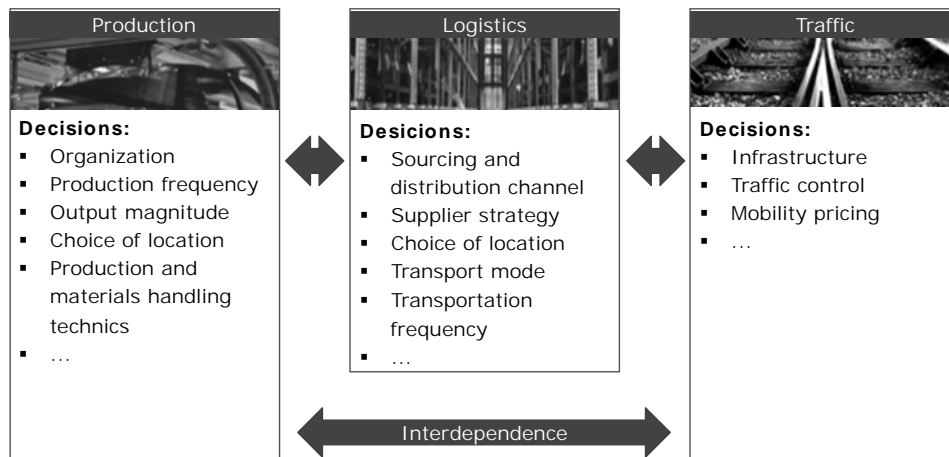 Production
Decisions:
▪ Organization
▪ Production frequency
▪ Output magnitude
▪ Choice of location
▪ Production and
materials handling
technics
▪ ...
Logistics
Desicions:
▪ Sourcing and
distribution channel
▪ Supplier strategy
▪ Choice of location
▪ Transport mode
▪ Transportation
frequency
▪ ...
Traffic
Decisions:
▪ Infrastructure
▪ Traffic control
▪ Mobility pricing
▪ ...
Interdependence